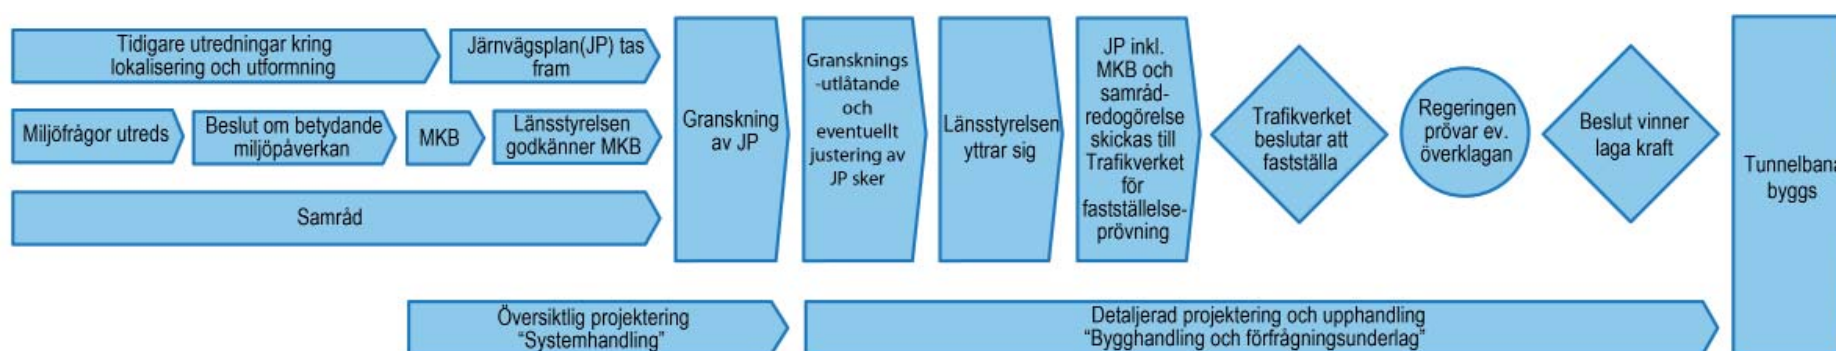 Tidigare utredningar kring
lokalisering och utformning
Järnvägsplan(JP) tas
fram
Miljöfrågor utreds
Beslut om betydande
miljöpåverkan
MKB
Länsstyrelsen
godkänner MKB
Samråd
Granskning
av JP
Gransknings
-utlåtande
och
eventuellt
justering av
JP sker
Länsstyrelsen
yttrar sig
JP inkl.
MKB och
samråd-
redogörelse
skickas till
Trafikverket
för
fastställelse-
prövning
Trafikverket
beslutar att
fastställa
Regeringen
prövar ev.
överklagan
Beslut vinner
laga kraft
Tunnelbana
byggs
Översiktlig projektering
"Systemhandling"
Detaljerad projektering och upphandling
"Bygghandling och förfrågningsunderlag"